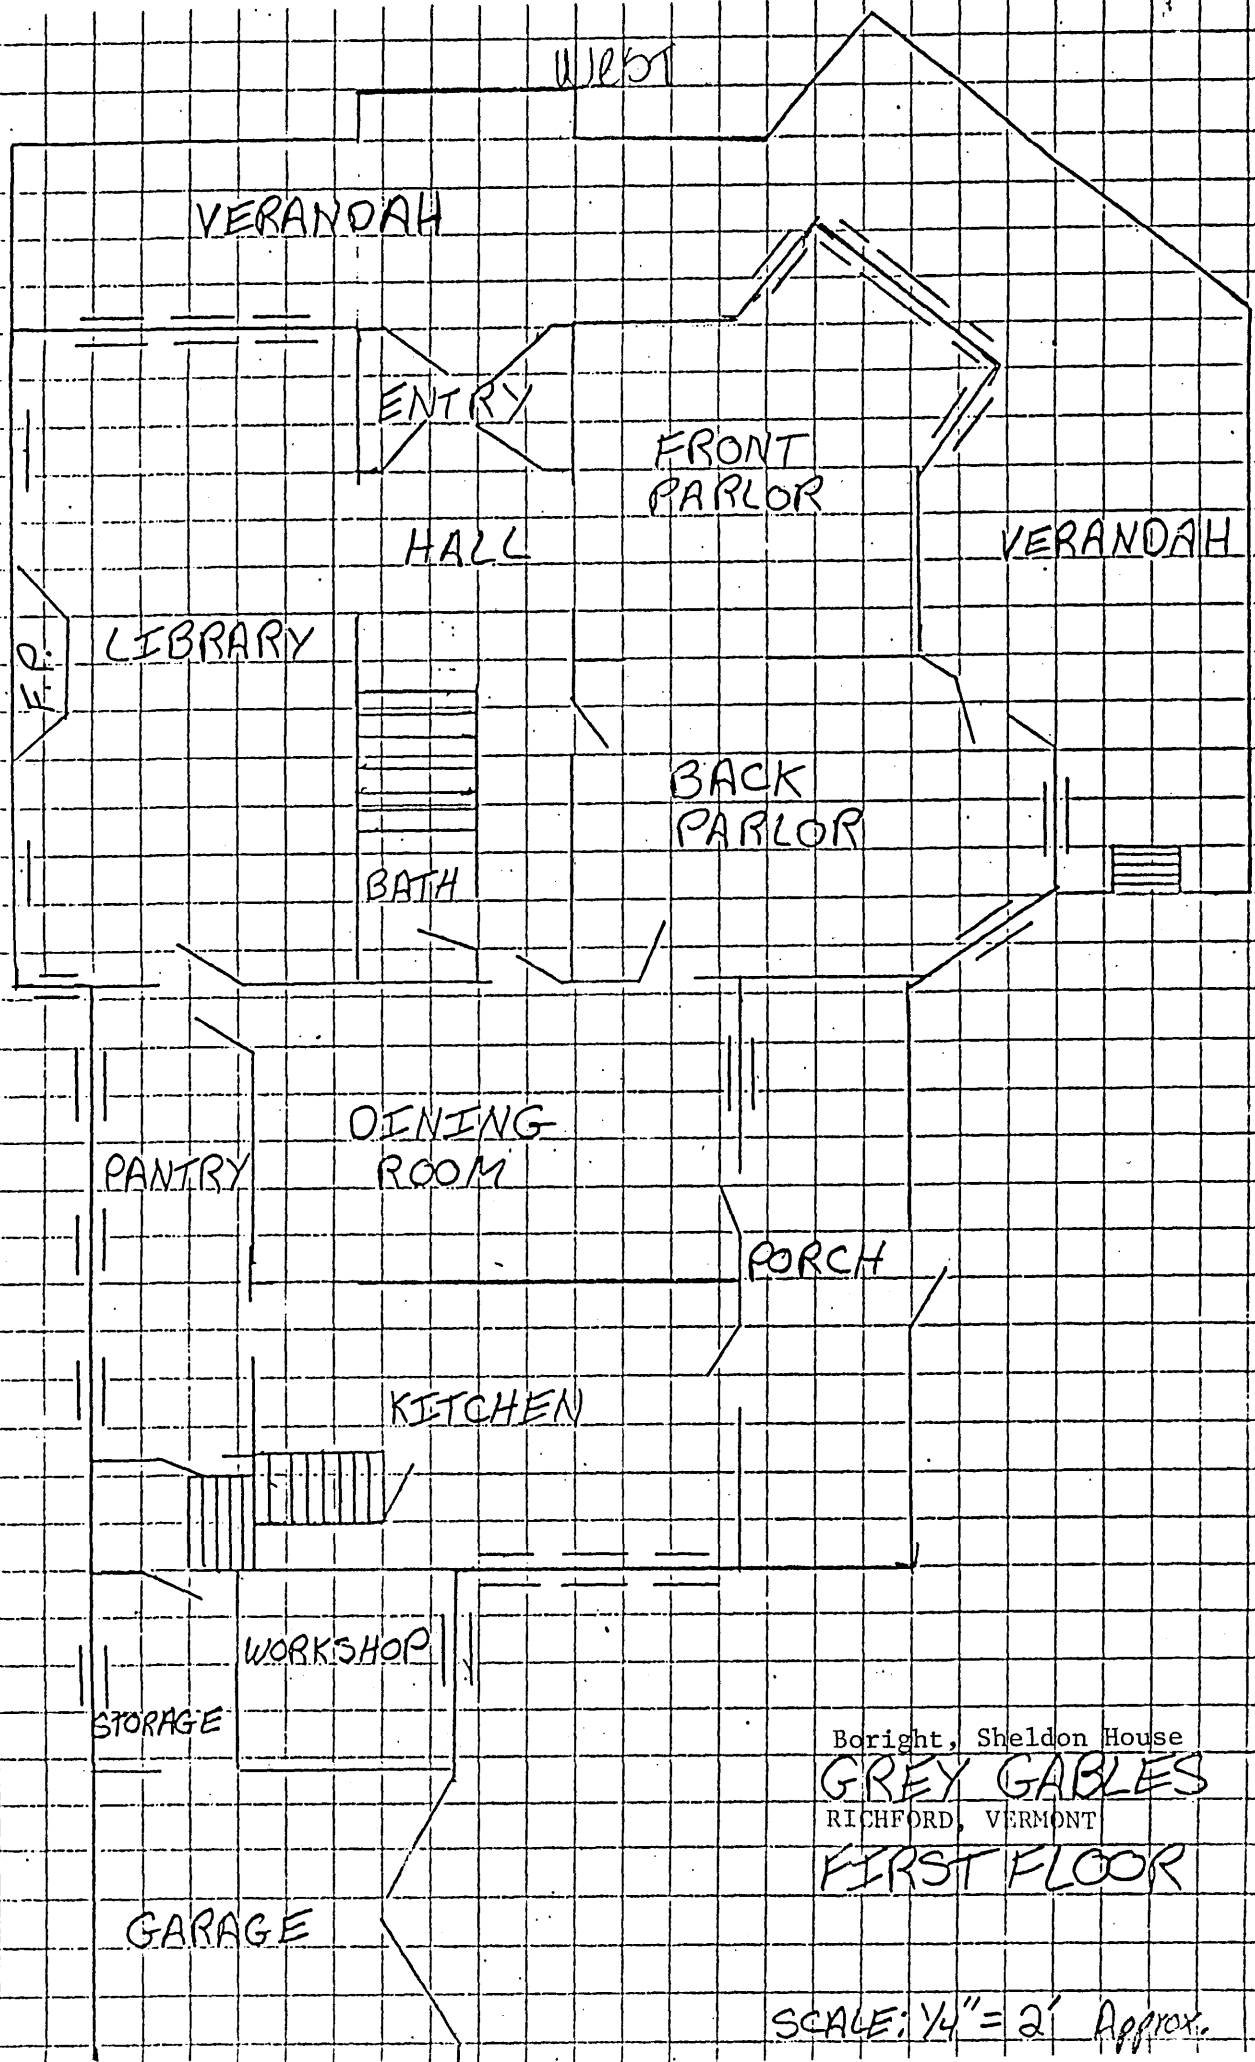 West
VERANDAH
ENTRY
FRONT
PARLOR
HALL
VERANDAH
F.P.
LIBRARY
BACK
PARLOR
BATH
DINING
ROOM
PANTRY
PORCH
KITCHEN
WORKSHOP
STORAGE
Boright, Sheldon House
GREY GABLES
RICHFORD, VERMONT
FIRST FLOOR
GARAGE
SCALE: 1/4" = 2' Approx.